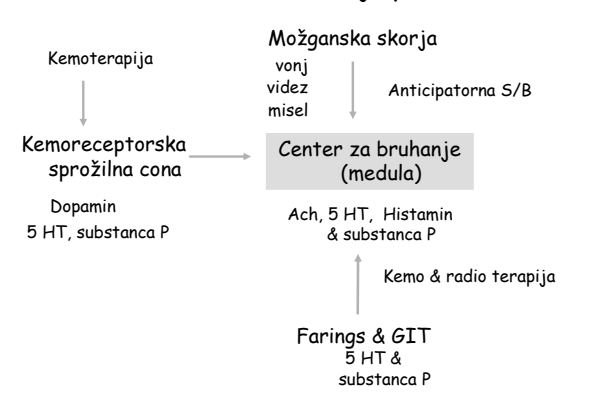 Možganska skorja
Kemoterapija
vonj
videz
misel
Anticipatorna S/B
Kemoreceptorska
sprožilna cona
Center za bruhanje
(medula)
Dopamin
5 HT, substanca P
Ach, 5 HT, Histamin
& substanca P
Kemo & radio terapija
Farings & GIT
5 HT &
substanca P